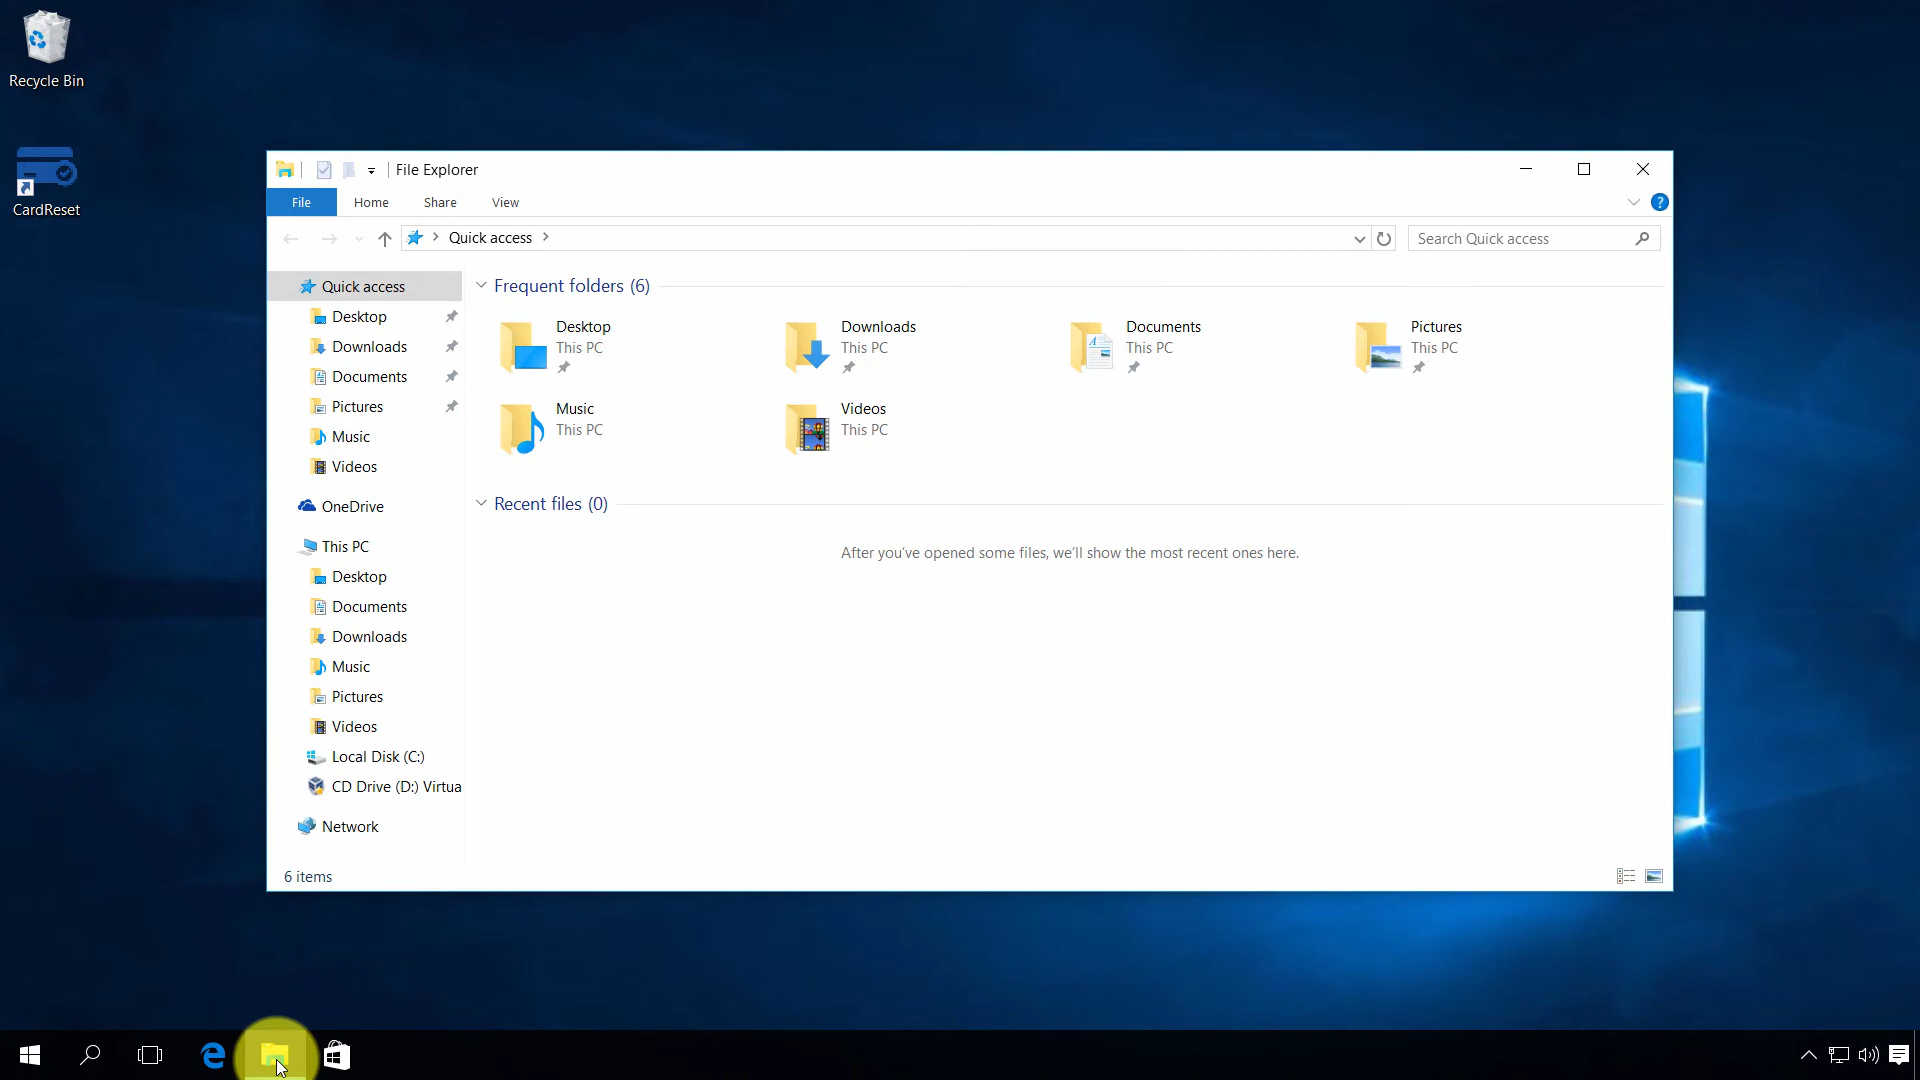 Recycle Bin
CardReset
File Explorer
File
Home
Share
View
?
Quick access
Search Quick access
Quick access
Desktop
Downloads
Documents
Pictures
Music
Videos
OneDrive
This PC
Desktop
Documents
Downloads
Music
Pictures
Videos
Local Disk (C:)
CD Drive (D:) Virtua
Network
Frequent folders (6)
Desktop
This PC
Downloads
This PC
Documents
This PC
Pictures
This PC
Music
This PC
Videos
This PC
Recent files (0)
After you've opened some files, we'll show the most recent ones here.
6 items